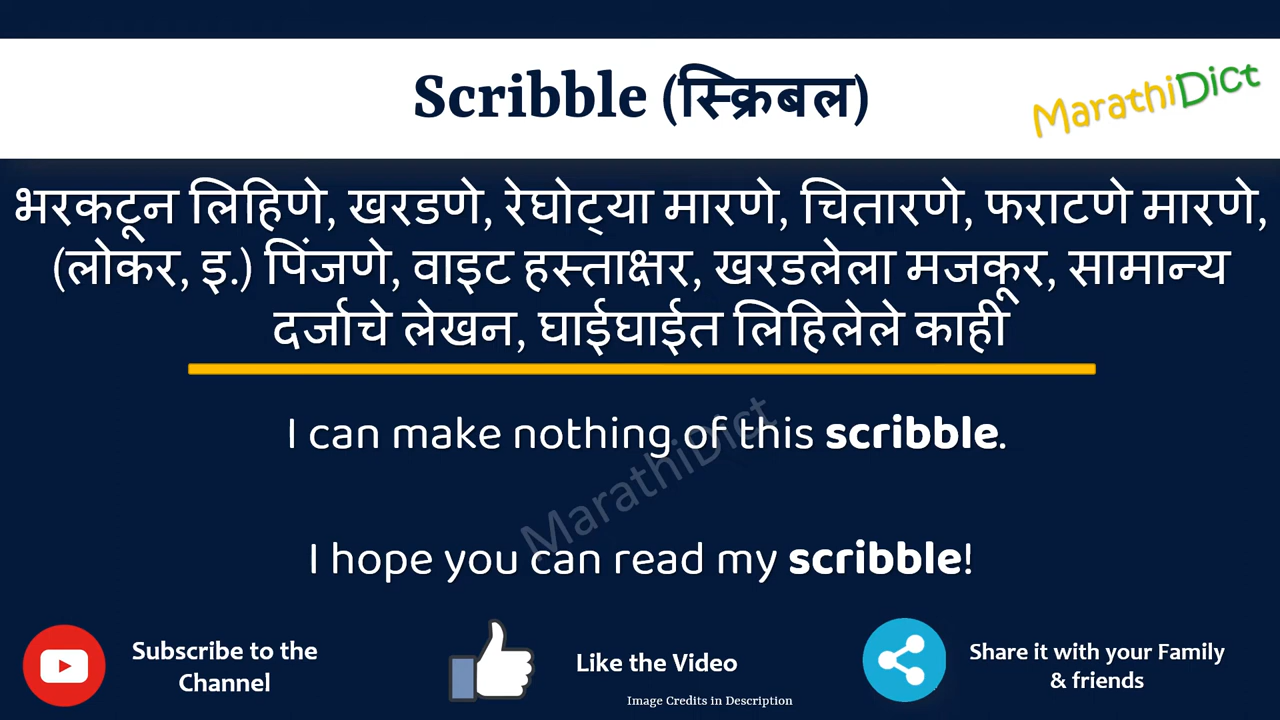 Scribble (स्क्रिबल)
MarathiDict
भरकटून लिहिणे, खरडणे, रेघोट्या मारणे, चितारणे, फराटणे मारणे,
(लोकर, इ.) पिंजणे, वाइट हस्ताक्षर, खरडलेला मजकूर, सामान्य
दर्जाचे लेखन, घाईघाईत लिहिलेले काही
I can make nothing of this scribble.
MarathiDict
I hope you can read my scribble!
Subscribe to the
Channel
Like the Video
Share it with your Family
& friends
Image Credits in Description